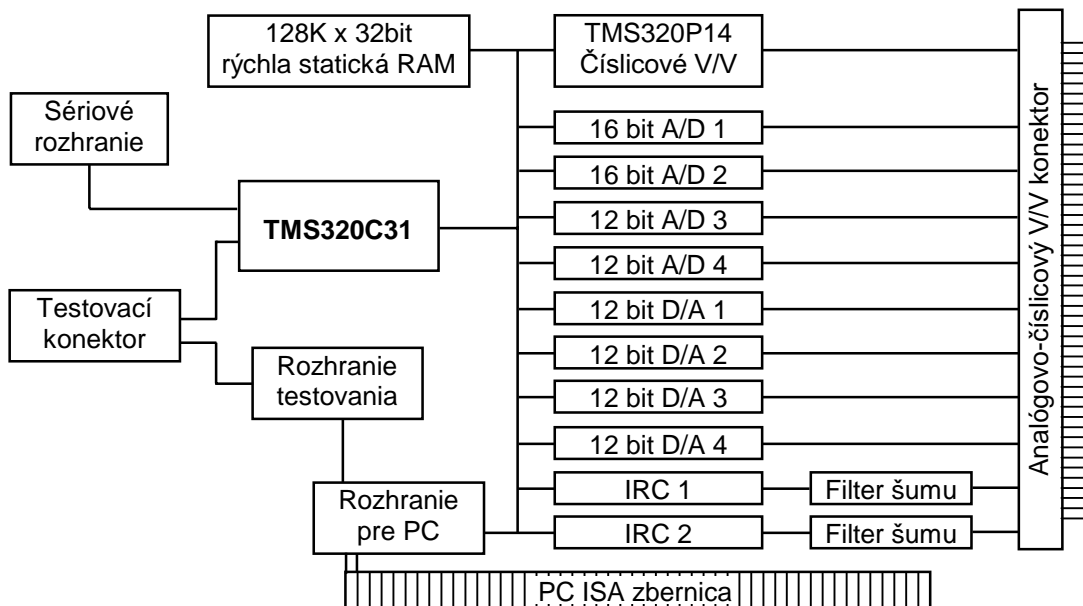 128K x 32bit
rýchla statická RAM
TMS320P14
Číslicové V/V
Sériové
rozhranie
16 bit A/D 1
16 bit A/D 2
TMS320C31
12 bit A/D 3
12 bit A/D 4
Testovací
konektor
12 bit D/A 1
12 bit D/A 2
Rozhranie
testovania
12 bit D/A 3
12 bit D/A 4
Rozhranie
pre PC
IRC 1
Filter šumu
IRC 2
Filter šumu
Analógovo-číslicový V/V konektor
PC ISA zbernica